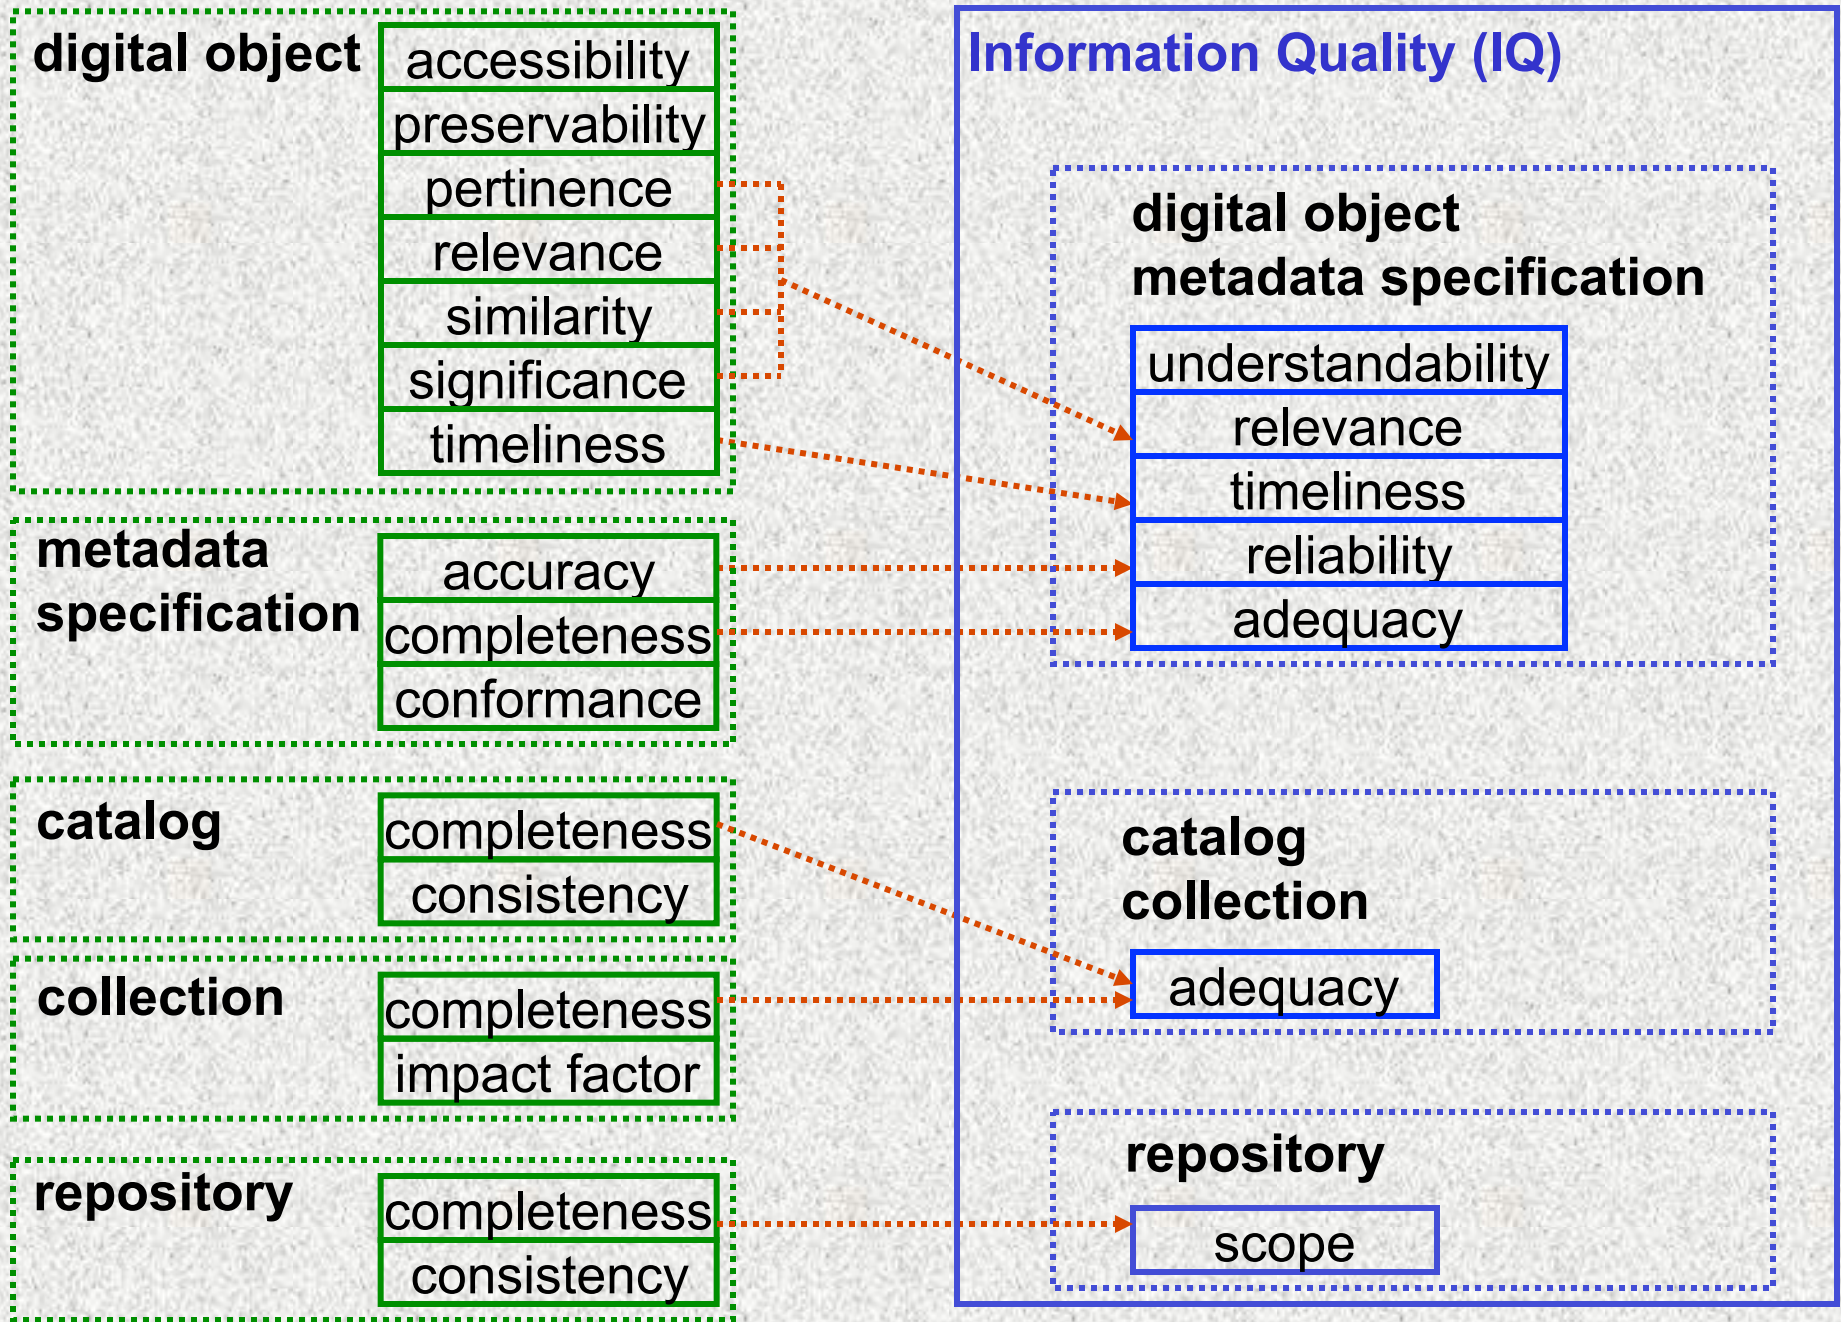 digital object
accessibility
preservability
pertinence
relevance
similarity
significance
timeliness
metadata
specification
accuracy
completeness
conformance
catalog
completeness
consistency
collection
completeness
impact factor
repository
completeness
consistency
Information Quality (IQ)
digital object
metadata specification
understandability
relevance
timeliness
reliability
adequacy
catalog
collection
adequacy
repository
scope